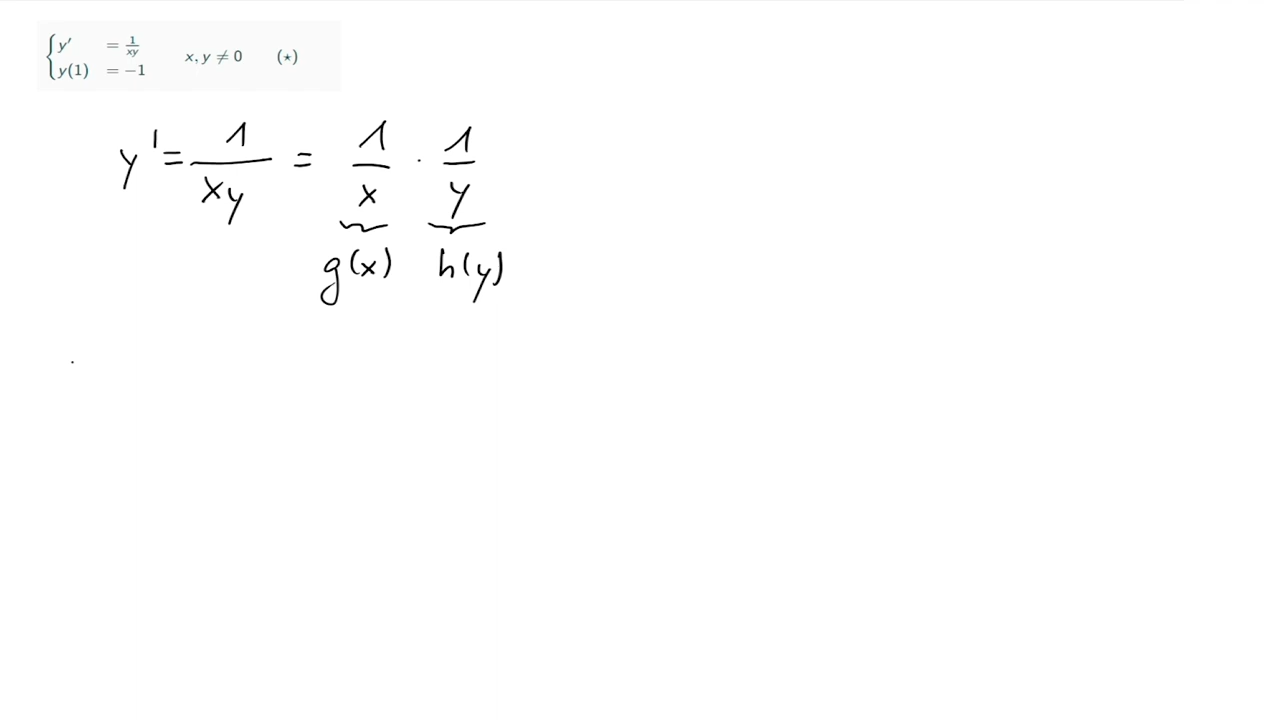 { y′ = 1/xy
y(1) = −1     x, y ≠ 0     (⋆)
y' = 1/xy = 1/x · 1/y
g(x)  h(y)